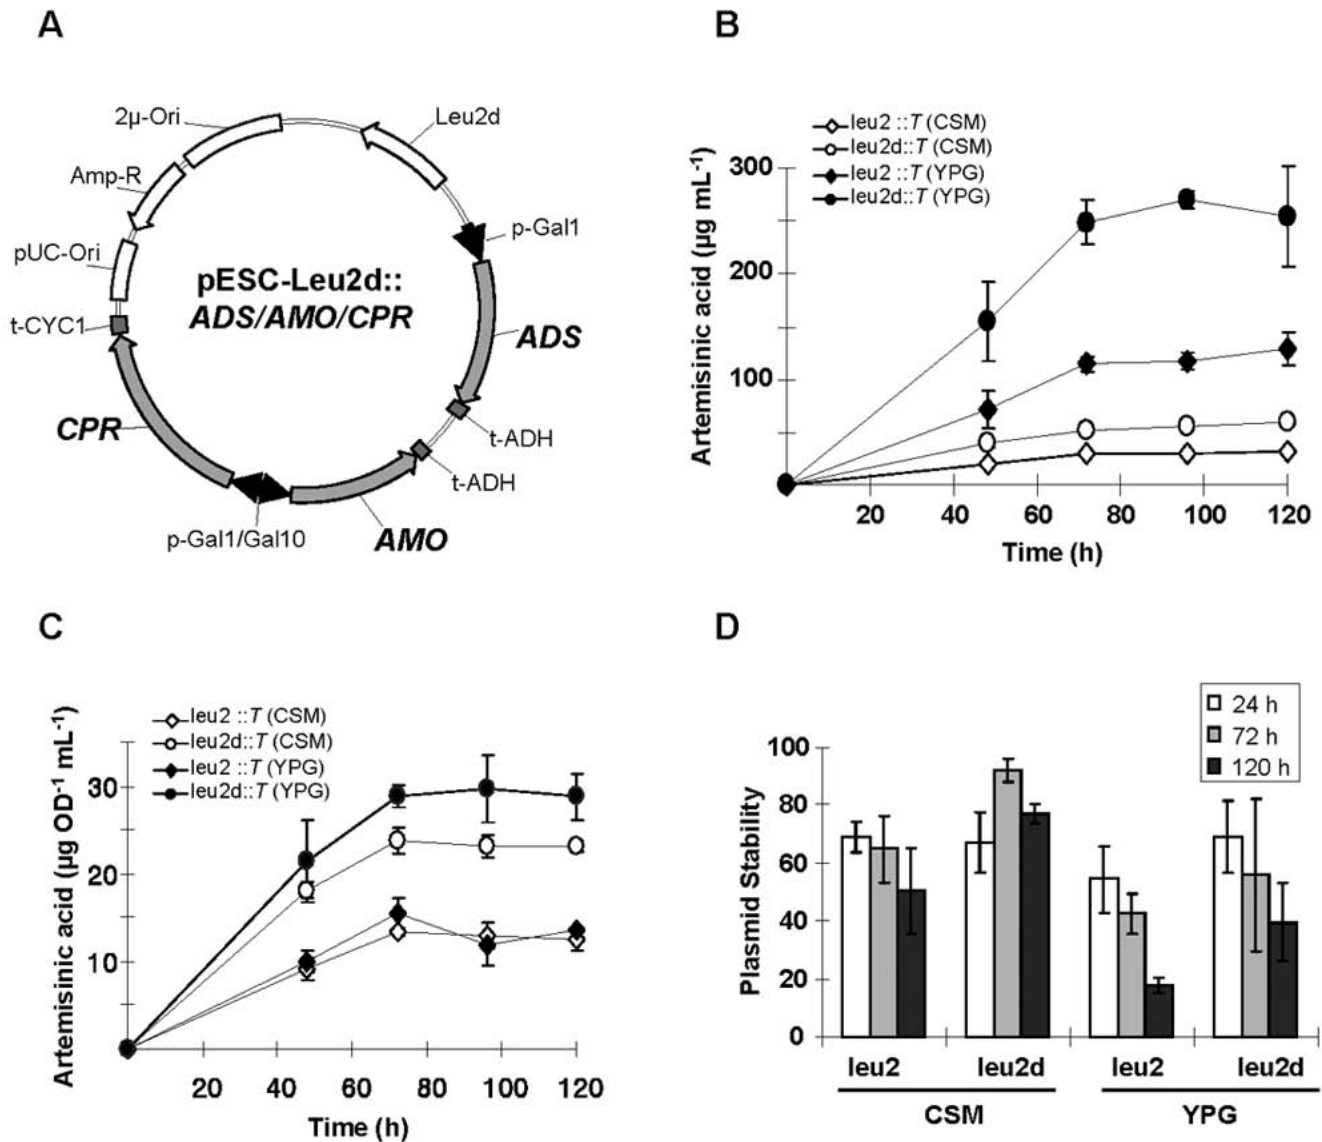 A
2µ-Ori
Leu2d
Amp-R
p-Gal1
pUC-Ori
pESC-Leu2d::
ADS/AMO/CPR
t-CYC1
ADS
CPR
t-ADH
t-ADH
p-Gal1/Gal10
AMO
B
leu2 ::T (CSM)
leu2d::T (CSM)
leu2 ::T (YPG)
leu2d::T (YPG)
Artemisinic acid (µg mL-1)
300
200
100
20 40 60 80 100 120
Time (h)
C
leu2 ::T (CSM)
leu2d::T (CSM)
leu2 ::T (YPG)
leu2d::T (YPG)
Artemisinic acid (µg OD-1 mL-1)
30
20
10
20 40 60 80 100 120
Time (h)
D
24 h
72 h
120 h
Plasmid Stability
100
80
60
40
20
0
leu2 leu2d leu2 leu2d
CSM YPG